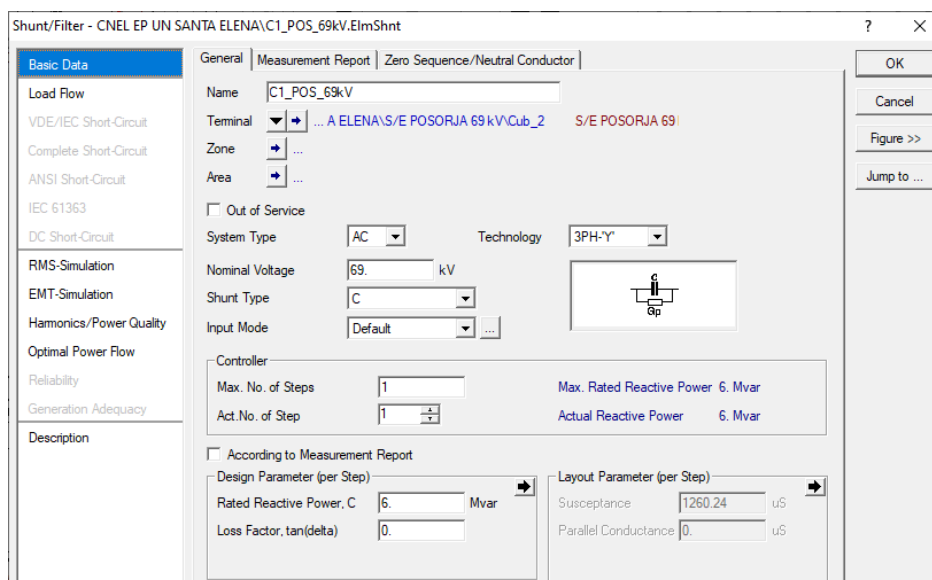 Shunt/Filter - CNEL EP UN SANTA ELENA\C1_POS_69kV.ElmShnt ?
Basic Data
Load Flow
VDE/IEC Short-Circuit
Complete Short-Circuit
ANSI Short-Circuit
IEC 61363
DC Short-Circuit
RMS-Simulation
EMT-Simulation
Harmonics/Power Quality
Optimal Power Flow
Reliability
Generation Adequacy
Description
General Measurement Report Zero Sequence/Neutral Conductor
Name C1_POS_69kV
Terminal ... A ELENA\S/E POSORJA 69 kV\Cub_2 S/E POSORJA 69
Zone ...
Area ...
Out of Service
System Type AC Technology 3PH-'Y'
Nominal Voltage 69. kV
Shunt Type C
Input Mode Default ...
C
Gp
Controller
Max. No. of Steps 1 Max. Rated Reactive Power 6. Mvar
Act.No. of Step 1 Actual Reactive Power 6. Mvar
According to Measurement Report
Design Parameter (per Step)
Rated Reactive Power, C 6. Mvar
Loss Factor, tan(delta) 0.
Layout Parameter (per Step)
Susceptance 1260.24 uS
Parallel Conductance 0. uS
OK
Cancel
Figure >>
Jump to ...